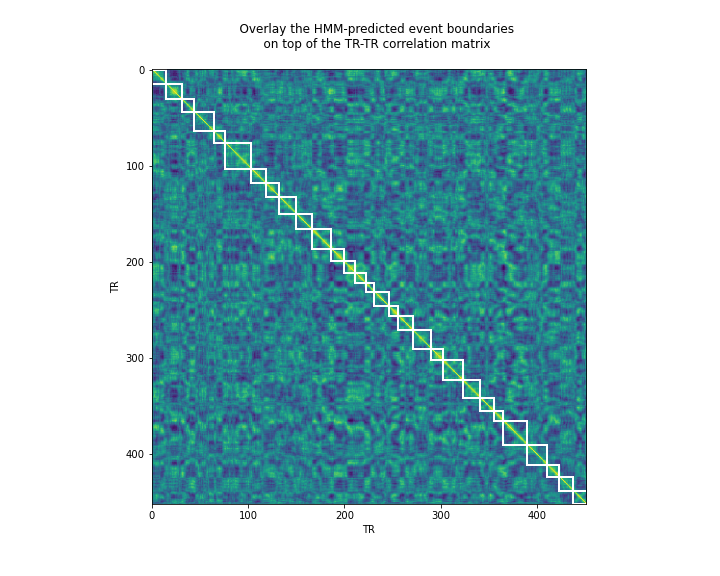 Overlay the HMM-predicted event boundaries
on top of the TR-TR correlation matrix
0
100
200
300
400
TR
0 100 200 300 400
TR